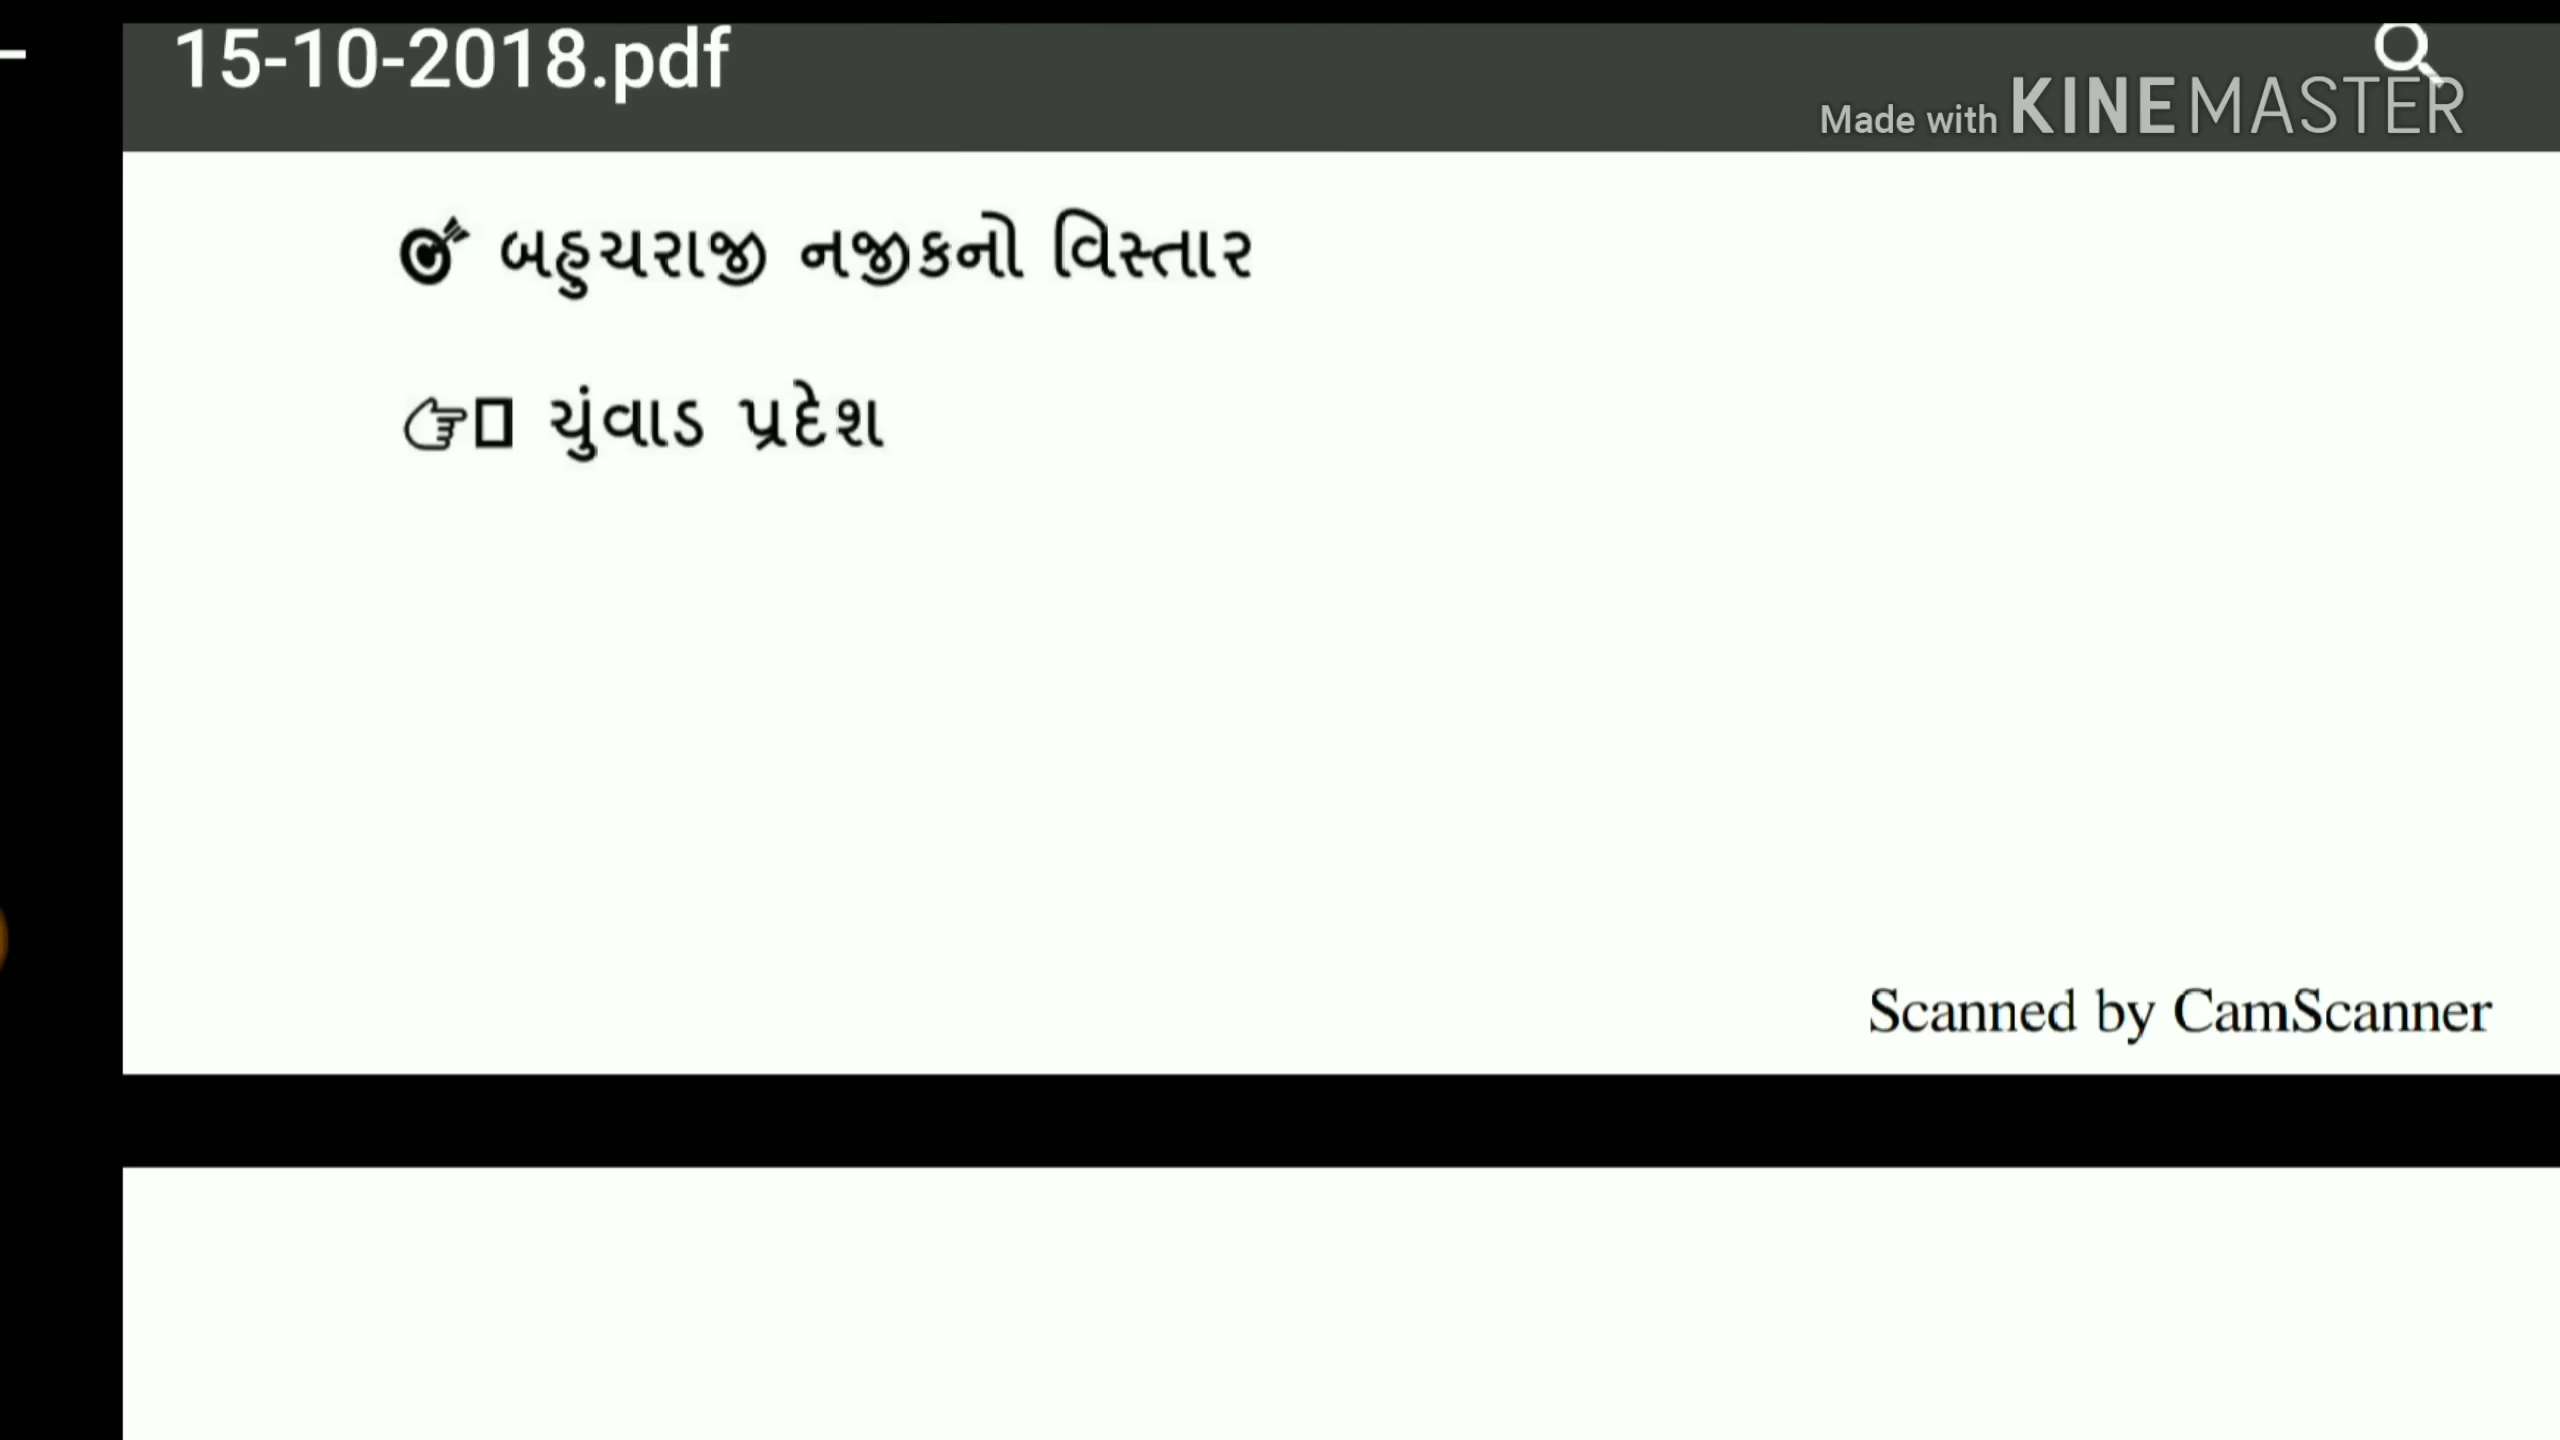 15-10-2018.pdf
Made with KINEMASTER
🎯 બહુચરાજી નજીકનો વિસ્તાર
👉▯ ચુંવાડ પ્રદેશ
Scanned by CamScanner